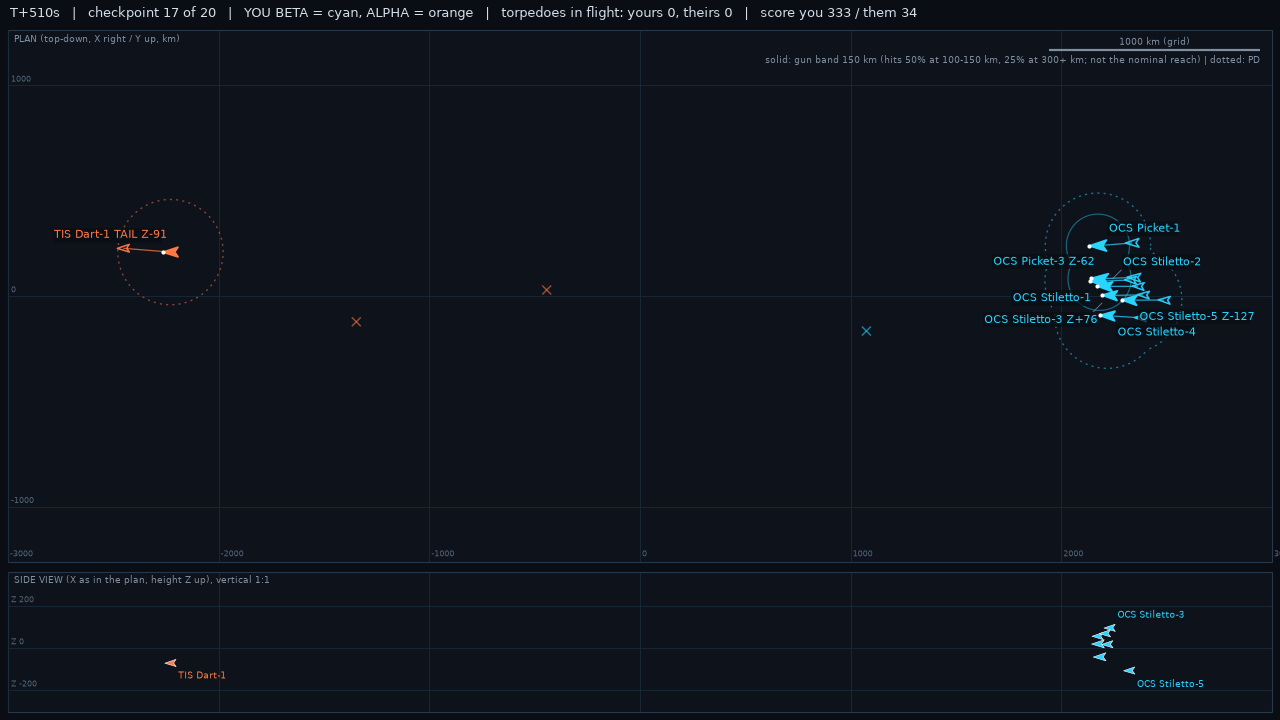 T+510s | checkpoint 17 of 20 | YOU BETA = cyan, ALPHA = orange | torpedoes in flight: yours 0, theirs 0 | score you 333 / them 34
PLAN (top-down, X right / Y up, km)
1000 km (grid)
solid: gun band 150 km (hits 50% at 100-150 km, 25% at 300+ km; not the nominal reach) | dotted: PD
1000
OCS Picket-1
TIS Dart-1 TAIL Z-91
OCS Picket-3 Z-62
OCS Stiletto-2
0
OCS Stiletto-1
OCS Stiletto-3 Z+76
OCS Stiletto-5 Z-127
OCS Stiletto-4
-1000
-3000
-2000
-1000
0
1000
2000
SIDE VIEW (X as in the plan, height Z up), vertical 1:1
Z 200
OCS Stiletto-3
Z 0
TIS Dart-1
Z -200
OCS Stiletto-5